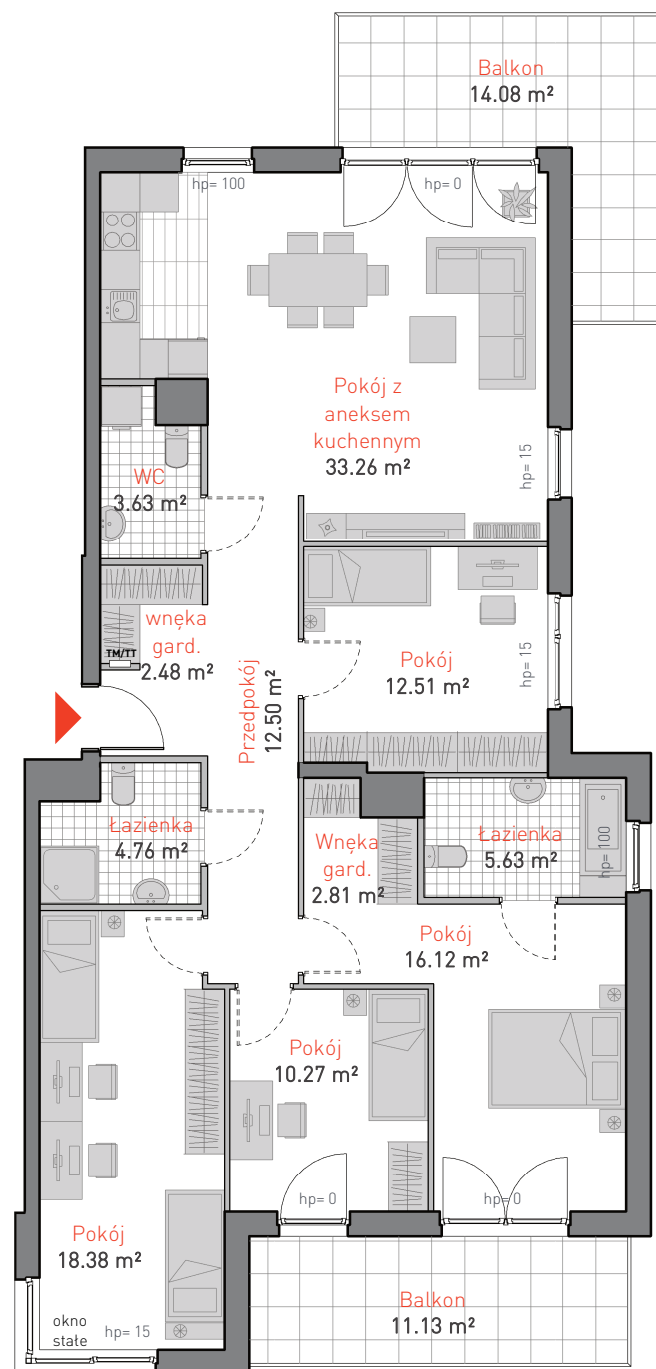 Balkon
14.08 m²
hp= 100
hp= 0
Pokój z
aneksem
kuchennym
33.26 m²
hp= 15
WC
3.63 m²
wnęka
gard.
TM/TT
2.48 m²
Przedpokój
12.50 m²
Pokój
12.51 m²
hp= 15
Łazienka
4.76 m²
Wnęka
gard.
2.81 m²
Łazienka
5.63 m²
hp= 100
Pokój
16.12 m²
Pokój
10.27 m²
hp= 0
hp= 0
Pokój
18.38 m²
okno
stałe
hp= 15
Balkon
11.13 m²